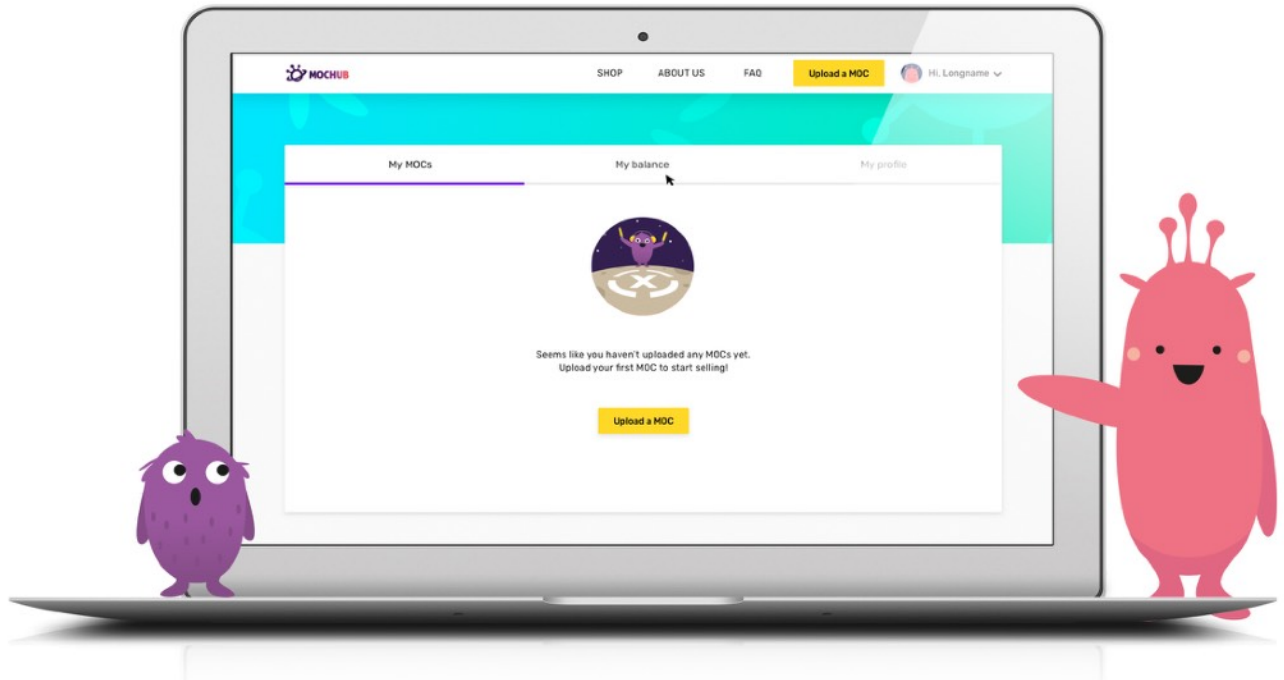 MOCHUB
SHOP
ABOUT US
FAQ
Upload a MOC
Hi, Longname
My MOCs
My balance
My profile
X
Seems like you haven't uploaded any MOCs yet.
Upload your first MOC to start selling!
Upload a MOC